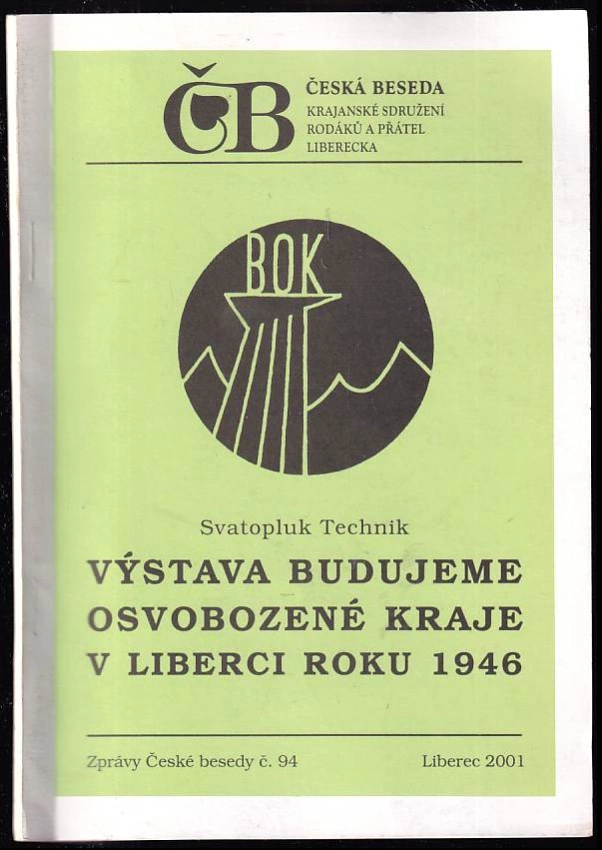 ČB
ČESKÁ BESEDA
KRAJANSKÉ SDRUŽENÍ
RODÁKŮ A PŘÁTEL
LIBERECKA
BOK
Svatopluk Technik
VÝSTAVA BUDUJEME
OSVOBOZENÉ KRAJE
V LIBERCI ROKU 1946
Zprávy České besedy č. 94
Liberec 2001